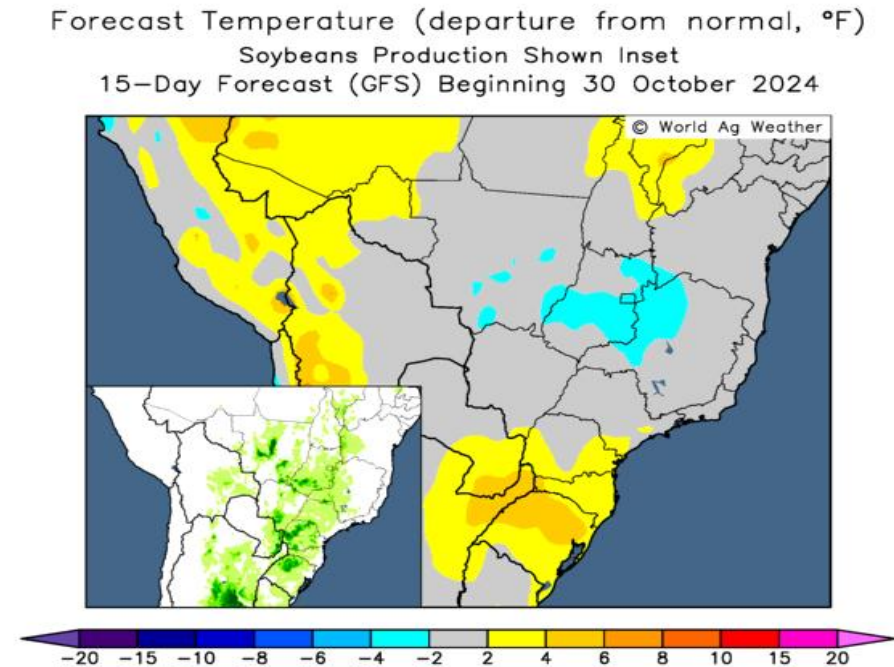 Forecast Temperature (departure from normal, °F)
Soybeans Production Shown Inset
15-Day Forecast (GFS) Beginning 30 October 2024
© World Ag Weather
-20 -15 -10 -8 -6 -4 -2 2 4 6 8 10 15 20